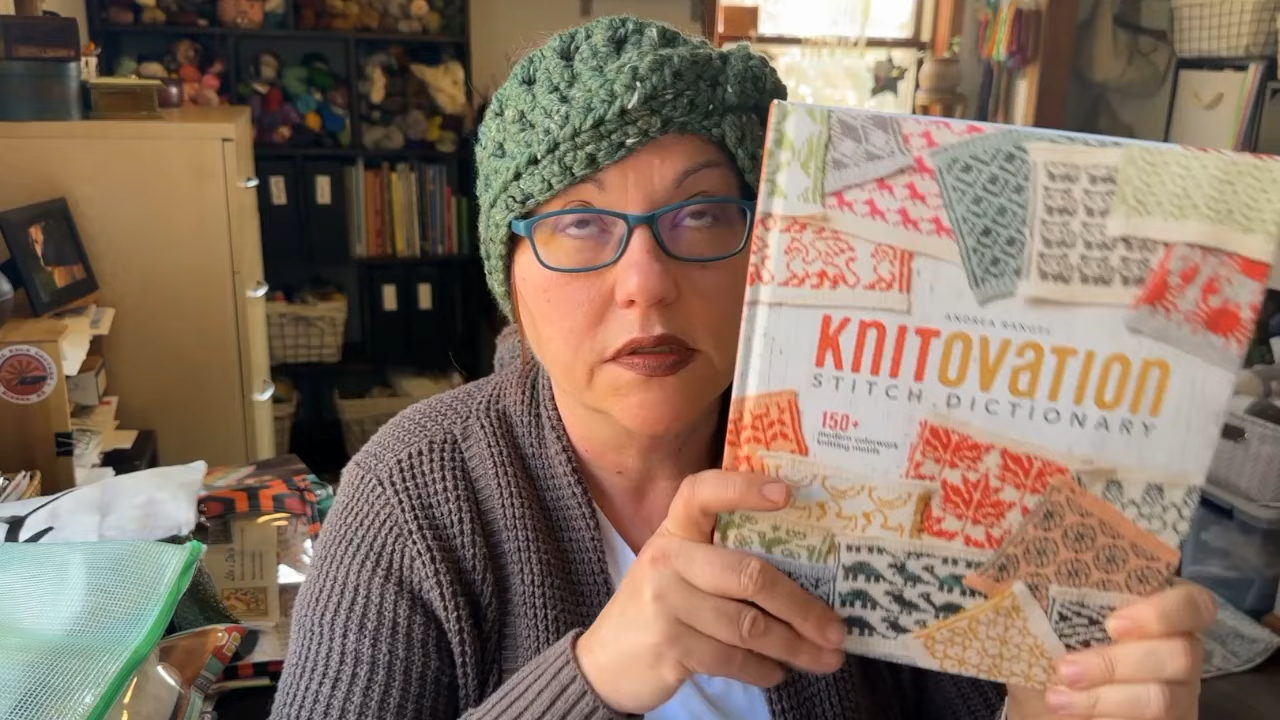 ANDREA RANGEL
KNITOVATION
STITCH DICTIONARY
150+
modern colorwork
knitting motifs